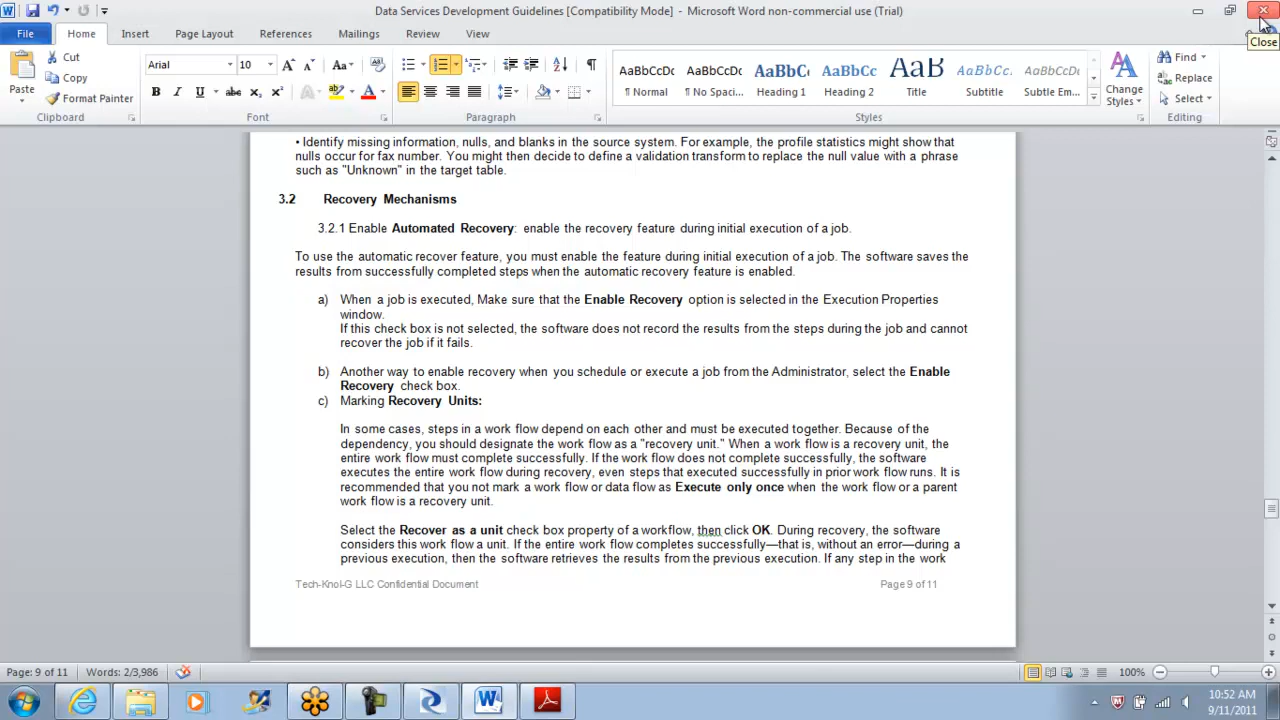 Data Services Development Guidelines [Compatibility Mode] - Microsoft Word non-commercial use (Trial)
File Home Insert Page Layout References Mailings Review View
Close
Paste
Cut
Copy
Format Painter
Clipboard
Arial 10
Font
Paragraph
AaBbCcDc AaBbCcDc AaBbC AaBbCc AaB AaBbCcL AaBbCcDc
¶ Normal ¶ No Spaci... Heading 1 Heading 2 Title Subtitle Subtle Em...
Styles
Change
Styles
Find
Replace
Select
Editing
• Identify missing information, nulls, and blanks in the source system. For example, the profile statistics might show that
nulls occur for fax number. You might then decide to define a validation transform to replace the null value with a phrase
such as "Unknown" in the target table.
3.2 Recovery Mechanisms
3.2.1 Enable Automated Recovery: enable the recovery feature during initial execution of a job.
To use the automatic recover feature, you must enable the feature during initial execution of a job. The software saves the
results from successfully completed steps when the automatic recovery feature is enabled.
a) When a job is executed, Make sure that the Enable Recovery option is selected in the Execution Properties
window.
If this check box is not selected, the software does not record the results from the steps during the job and cannot
recover the job if it fails.
b) Another way to enable recovery when you schedule or execute a job from the Administrator, select the Enable
Recovery check box.
c) Marking Recovery Units:
In some cases, steps in a work flow depend on each other and must be executed together. Because of the
dependency, you should designate the work flow as a "recovery unit." When a work flow is a recovery unit, the
entire work flow must complete successfully. If the work flow does not complete successfully, the software
executes the entire work flow during recovery, even steps that executed successfully in prior work flow runs. It is
recommended that you not mark a work flow or data flow as Execute only once when the work flow or a parent
work flow is a recovery unit.
Select the Recover as a unit check box property of a workflow, then click OK. During recovery, the software
considers this work flow a unit. If the entire work flow completes successfully—that is, without an error—during a
previous execution, then the software retrieves the results from the previous execution. If any step in the work
Tech-Knol-G LLC Confidential Document Page 9 of 11
Page: 9 of 11 Words: 2/3,986 100%
10:52 AM
9/11/2011